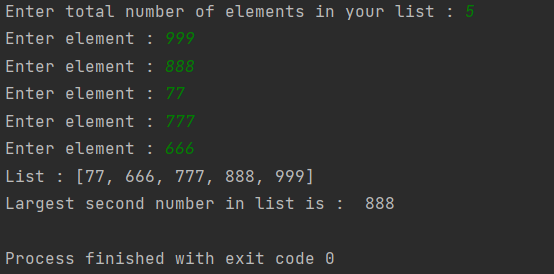 Enter total number of elements in your list : 5
Enter element : 999
Enter element : 888
Enter element : 77
Enter element : 777
Enter element : 666
List : [77, 666, 777, 888, 999]
Largest second number in list is :  888
Process finished with exit code 0